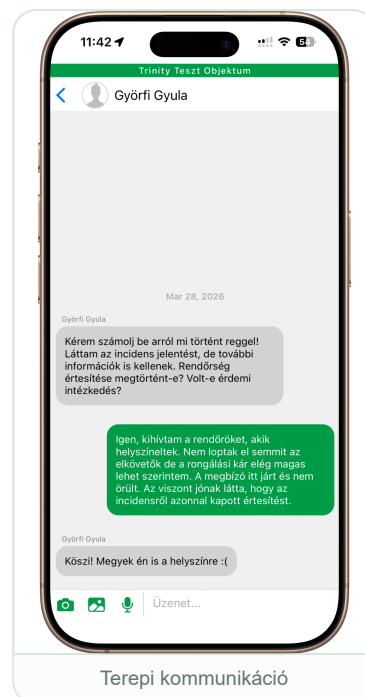 11:42
54
Trinity Teszt Objektum
Györfi Gyula
Mar 28, 2026
Györfi Gyula
Kérem számolj be arról mi történt reggel!
Láttam az incidens jelentést, de további
információk is kellenek. Rendőrség
értesítése megtörtént-e? Volt-e érdemi
intézkedés?
Igen, kihívtam a rendőröket, akik
helyszíneltek. Nem loptak el semmit az
elkövetők de a rongálási kár elég magas
lehet szerintem. A megbízó itt járt és nem
örült. Az viszont jónak látta, hogy az
incidensről azonnal kapott értesítést.
Györfi Gyula
Köszi! Megyek én is a helyszínre :(
Üzenet...
Terepi kommunikáció